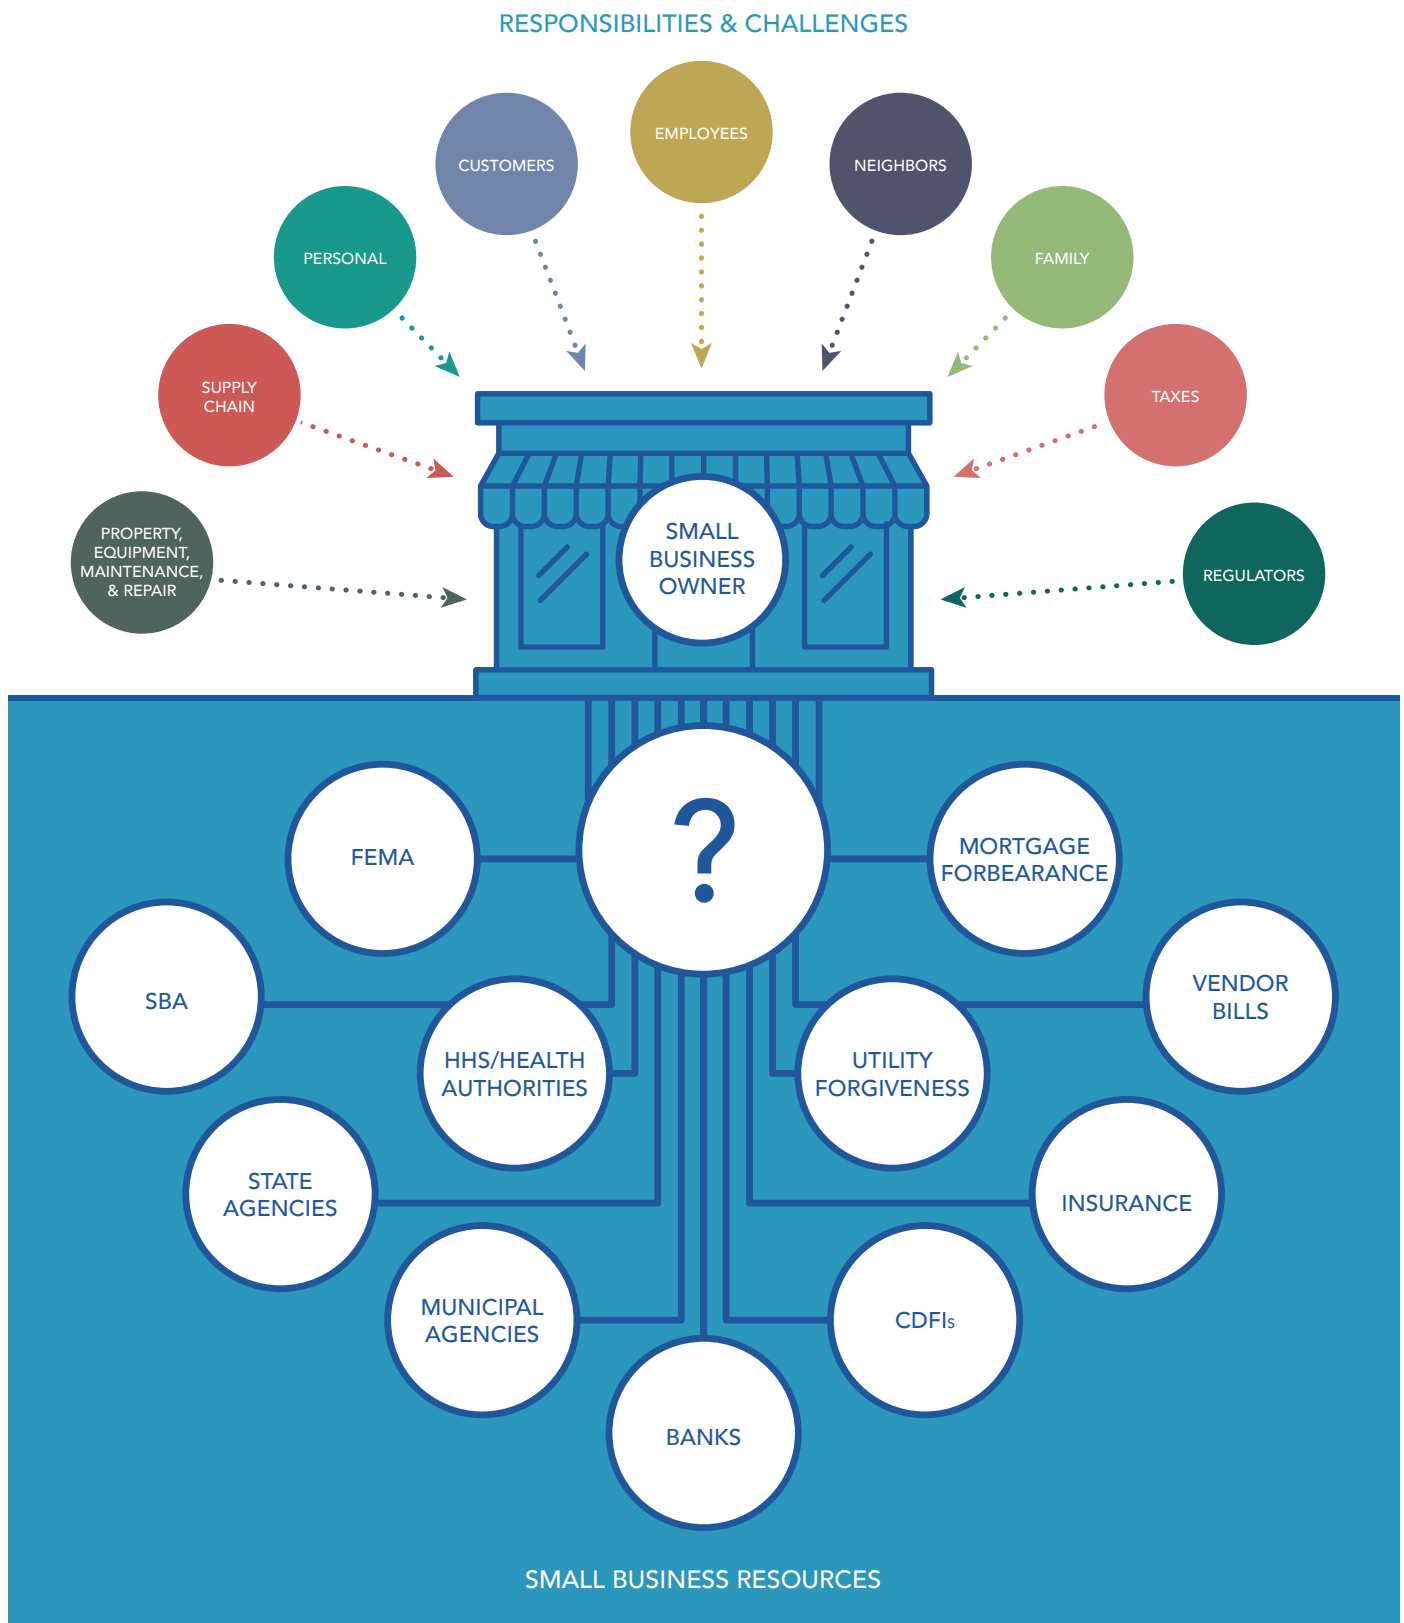 RESPONSIBILITIES & CHALLENGES
EMPLOYEES
CUSTOMERS
NEIGHBORS
PERSONAL
FAMILY
SUPPLY
CHAIN
TAXES
PROPERTY,
EQUIPMENT,
MAINTENANCE,
& REPAIR
SMALL
BUSINESS
OWNER
REGULATORS
?
FEMA
MORTGAGE
FORBEARANCE
SBA
VENDOR
BILLS
HHS/HEALTH
AUTHORITIES
UTILITY
FORGIVENESS
STATE
AGENCIES
INSURANCE
MUNICIPAL
AGENCIES
CDFIs
BANKS
SMALL BUSINESS RESOURCES